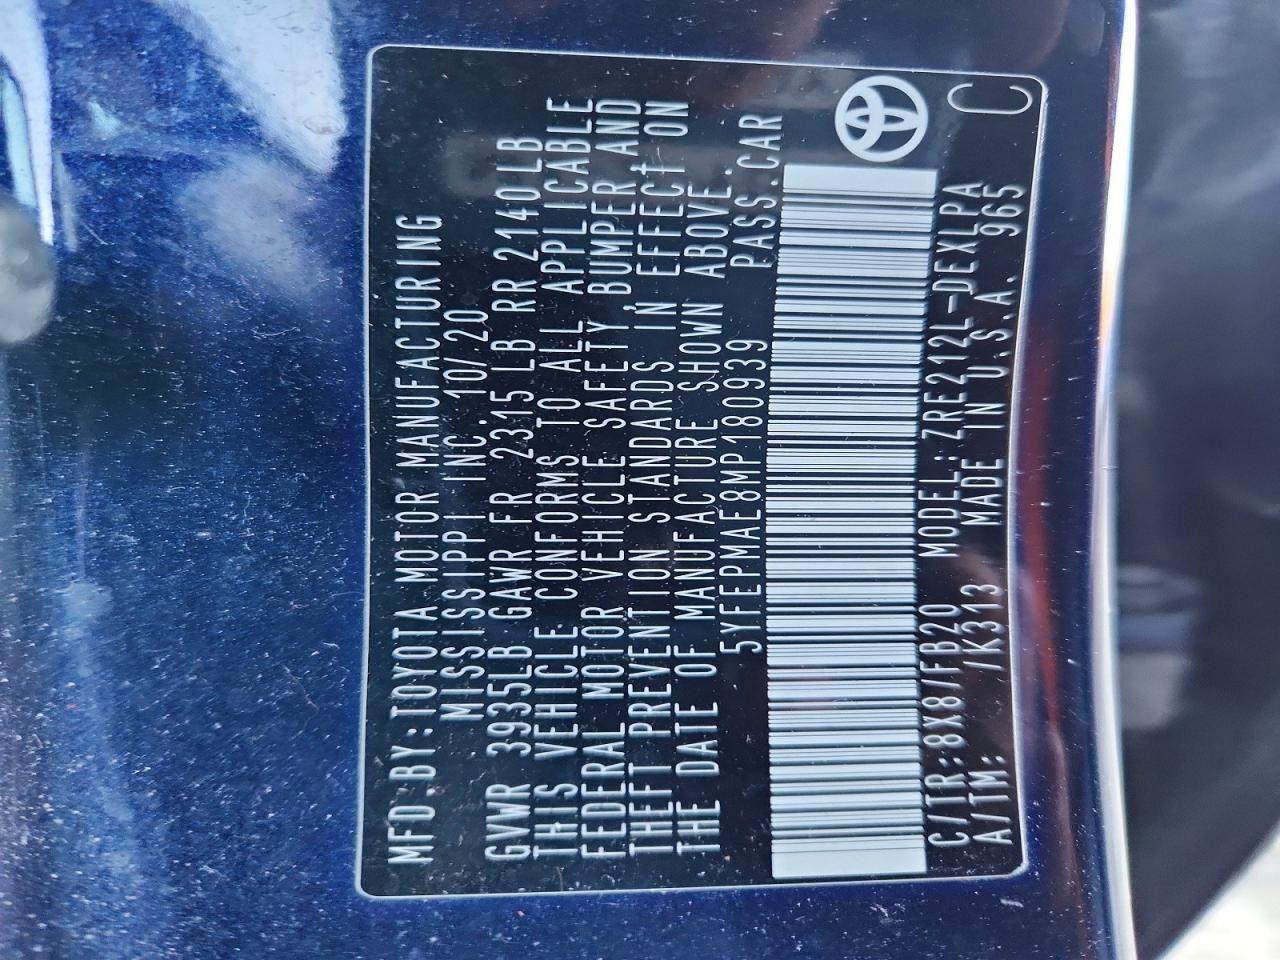 MFD.BY:TOYOTA MOTOR MANUFACTURING
MISSISSIPPI INC. 10/20
GVWR 3935LB GAWR FR 2315 LB RR 2140 LB
THIS VEHICLE CONFORMS TO ALL APPLICABLE
FEDERAL MOTOR VEHICLE SAFETY, BUMPER AND
THEFT PREVENTION STANDARDS IN EFFECT ON
THE DATE OF MANUFACTURE SHOWN ABOVE.
5YFEPMAE8MP180939 PASS.CAR
C/TR:8X8/FB20 MODEL:ZRE212L-DEXLPA
A/TM: /K313 MADE IN U.S.A. 965 C